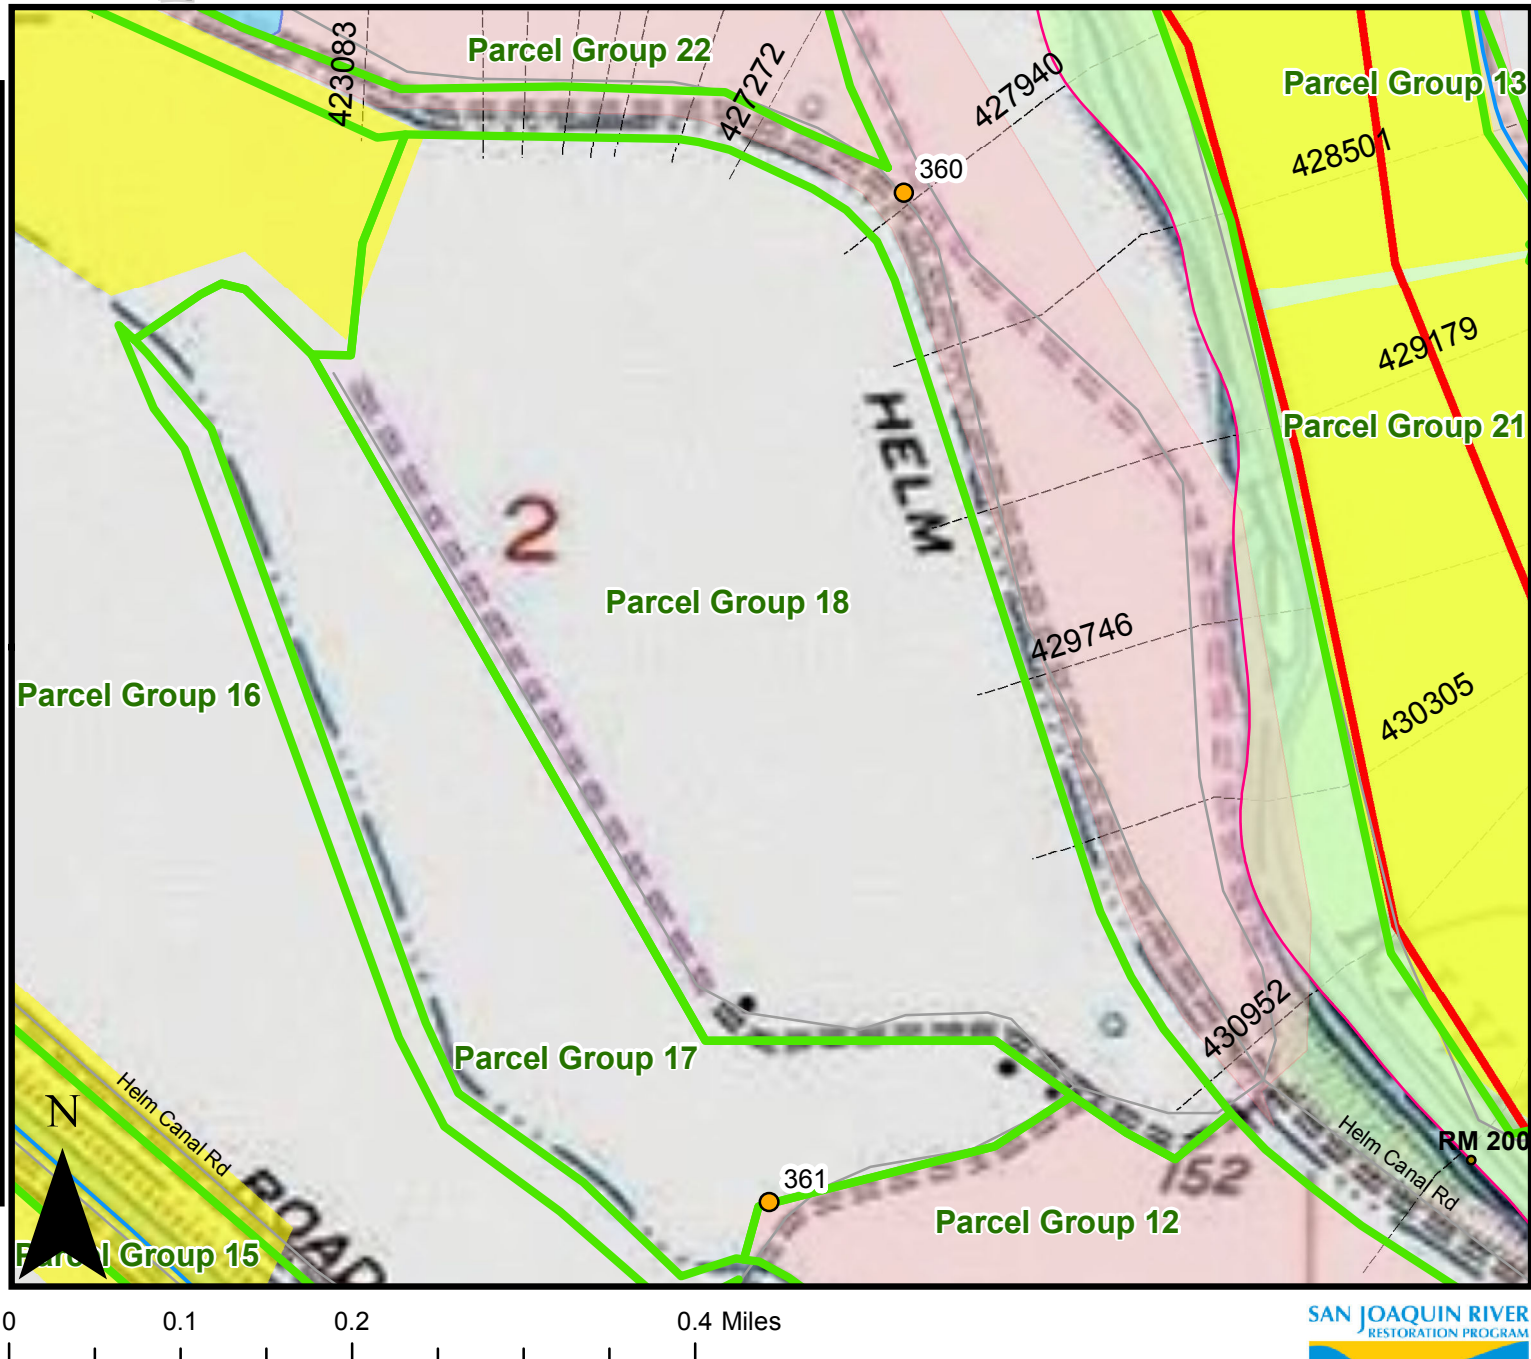 Parcel Group 22
423083
427272
427940
Parcel Group 13
428501
360
429179
Parcel Group 21
HELM
2
Parcel Group 18
429746
Parcel Group 16
430305
430952
Parcel Group 17
Helm Canal Rd
N
Helm Canal Rd
RM 200
152
361
ROAD
Parcel Group 12
Parcel Group 15
0 0.1 0.2 0.4 Miles
SAN JOAQUIN RIVER
RESTORATION PROGRAM